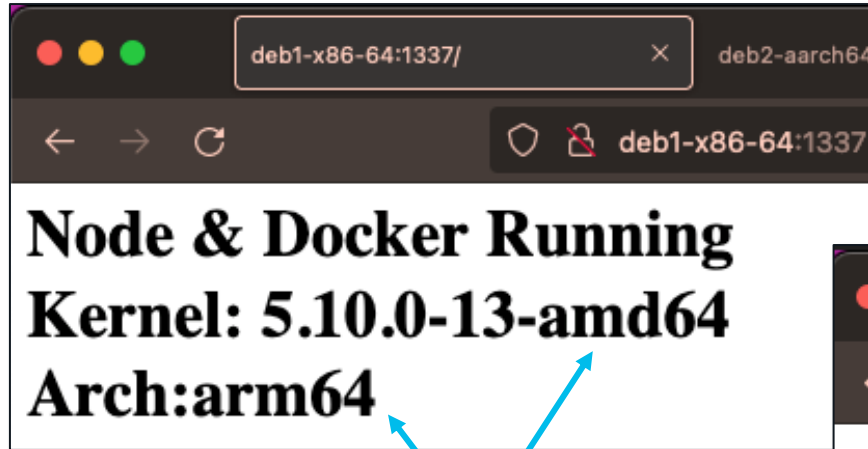 deb1-x86-64:1337/
deb2-aarch64
deb1-x86-64:1337
Node & Docker Running
Kernel: 5.10.0-13-amd64
Arch:arm64